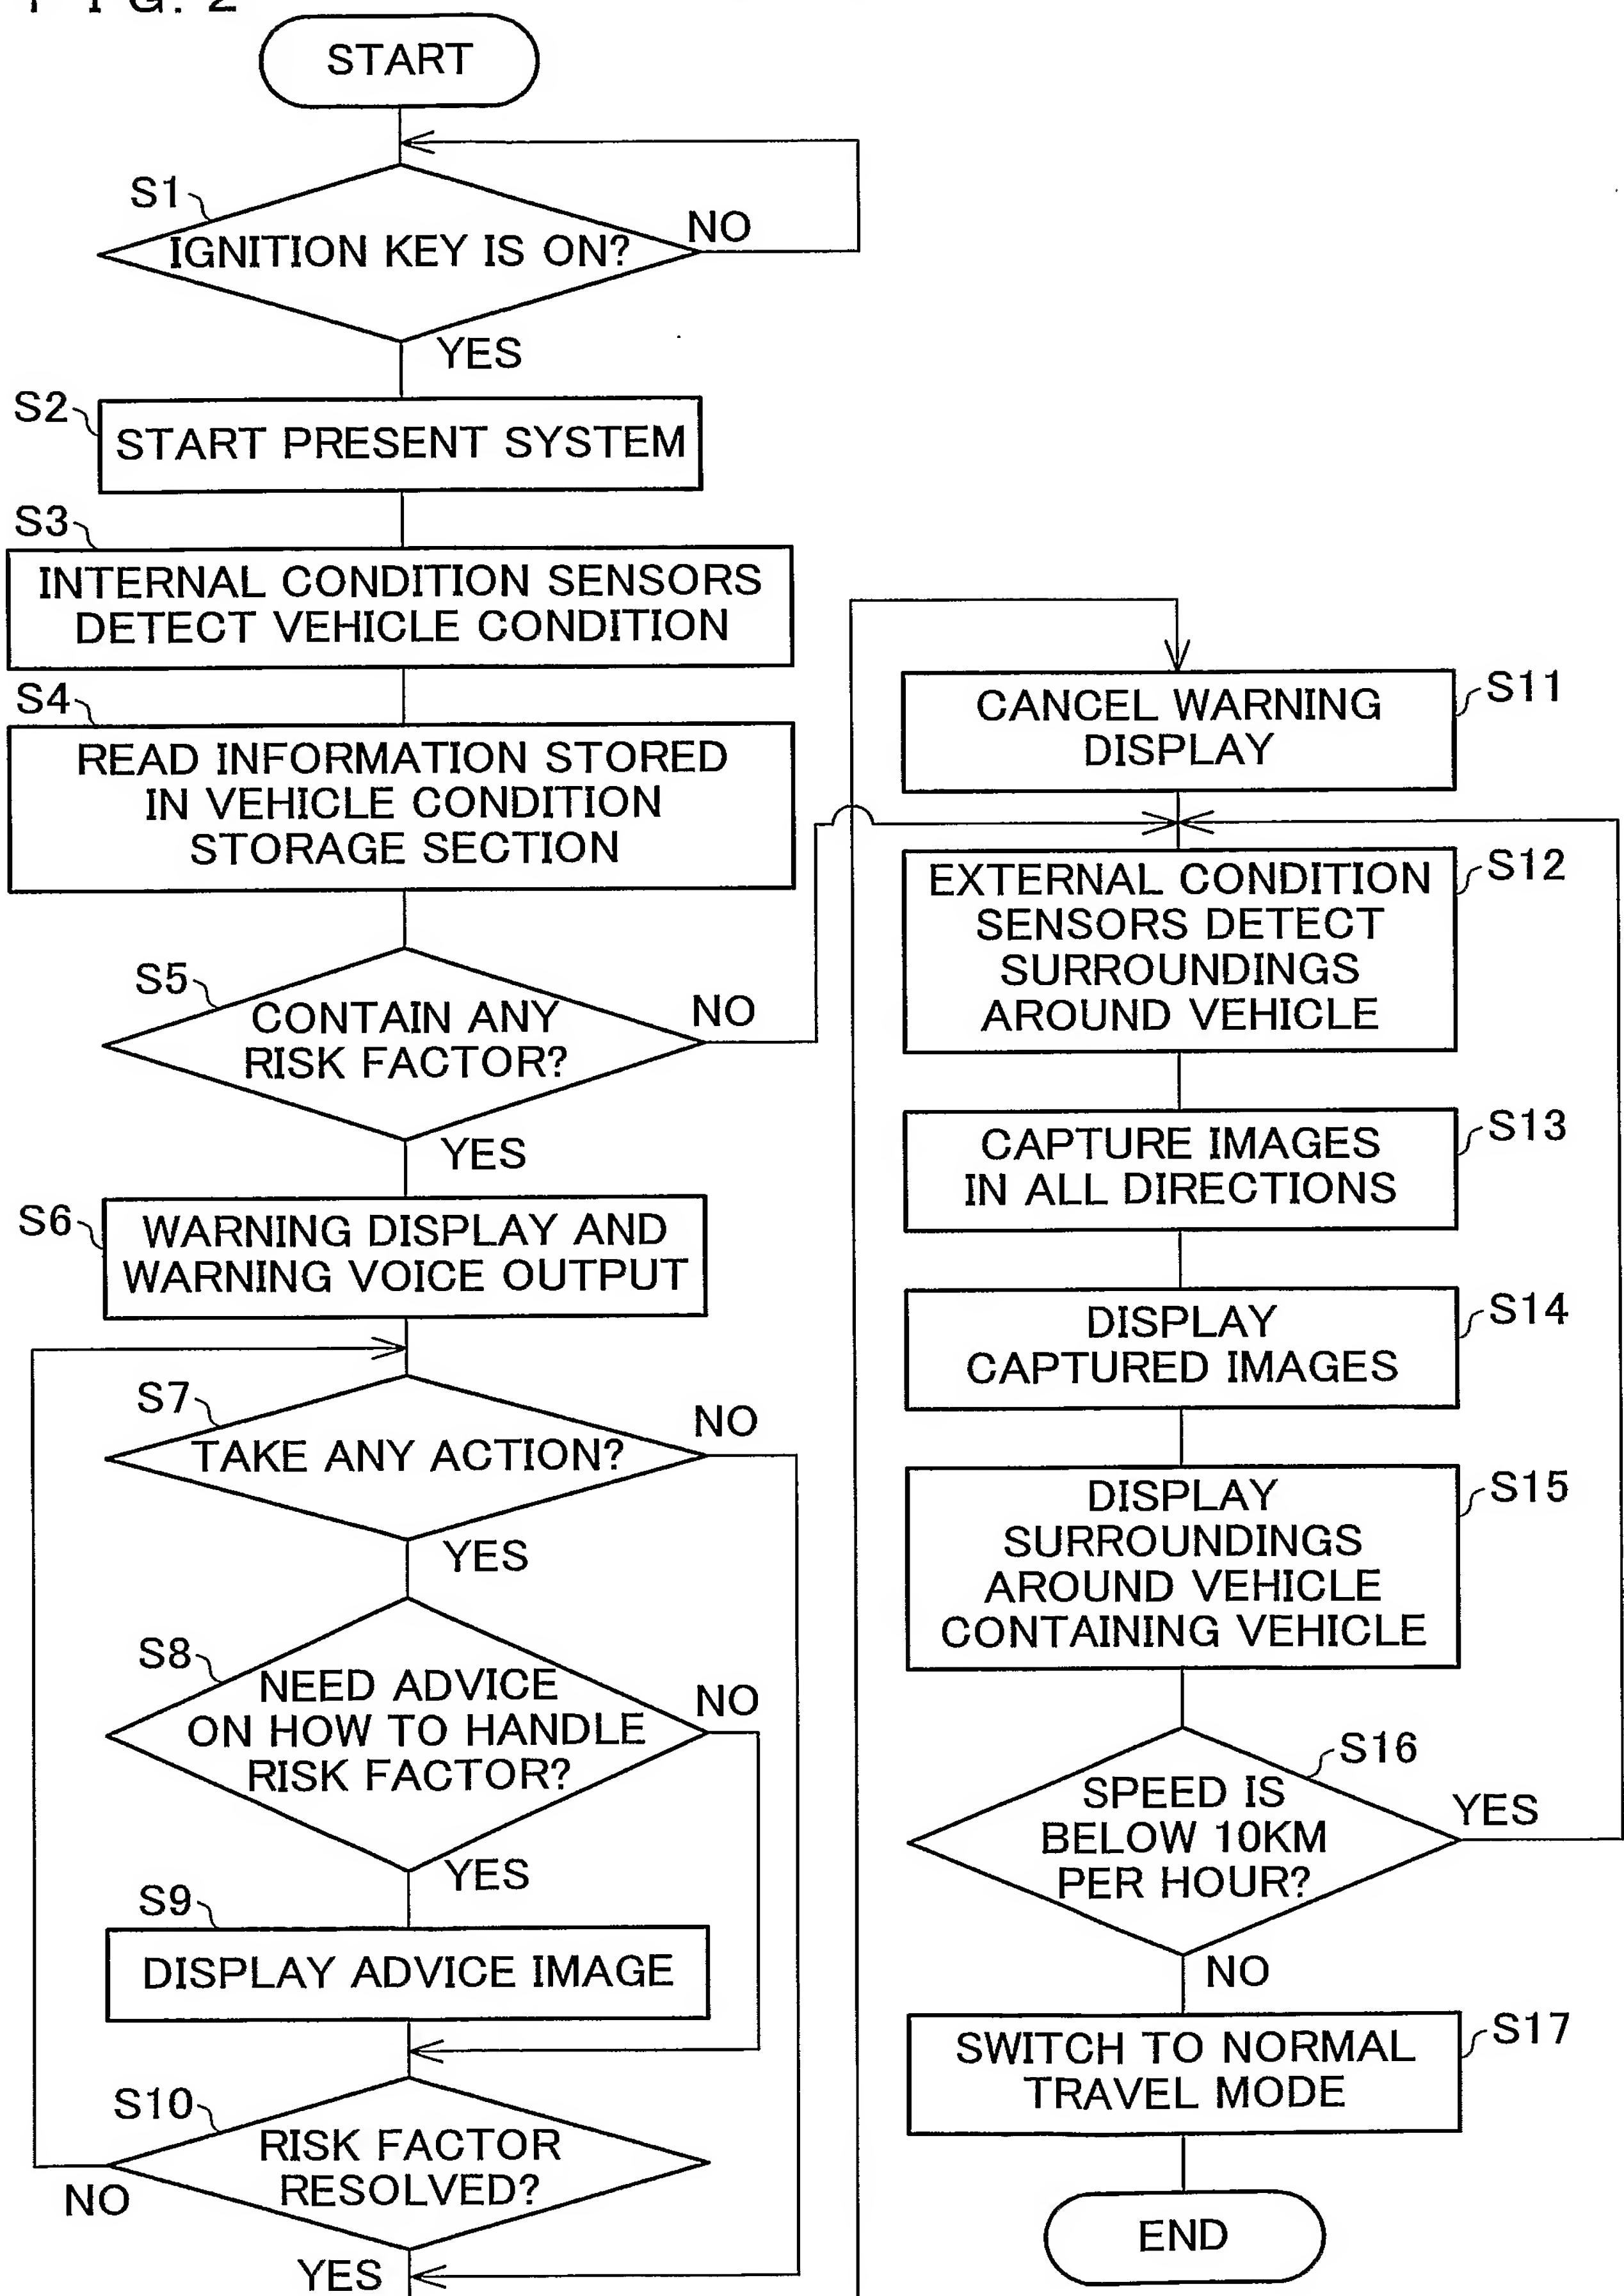 FIG. 2
START
S1
IGNITION KEY IS ON?
NO
YES
S2
START PRESENT SYSTEM
S3
INTERNAL CONDITION SENSORS
DETECT VEHICLE CONDITION
S4
READ INFORMATION STORED
IN VEHICLE CONDITION
STORAGE SECTION
S5
CONTAIN ANY
RISK FACTOR?
NO
YES
S6
WARNING DISPLAY AND
WARNING VOICE OUTPUT
S7
TAKE ANY ACTION?
NO
YES
S8
NEED ADVICE
ON HOW TO HANDLE
RISK FACTOR?
NO
YES
S9
DISPLAY ADVICE IMAGE
S10
RISK FACTOR
RESOLVED?
NO
YES
S11
CANCEL WARNING
DISPLAY
S12
EXTERNAL CONDITION
SENSORS DETECT
SURROUNDINGS
AROUND VEHICLE
S13
CAPTURE IMAGES
IN ALL DIRECTIONS
S14
DISPLAY
CAPTURED IMAGES
S15
DISPLAY
SURROUNDINGS
AROUND VEHICLE
CONTAINING VEHICLE
S16
SPEED IS
BELOW 10KM
PER HOUR?
YES
NO
S17
SWITCH TO NORMAL
TRAVEL MODE
END